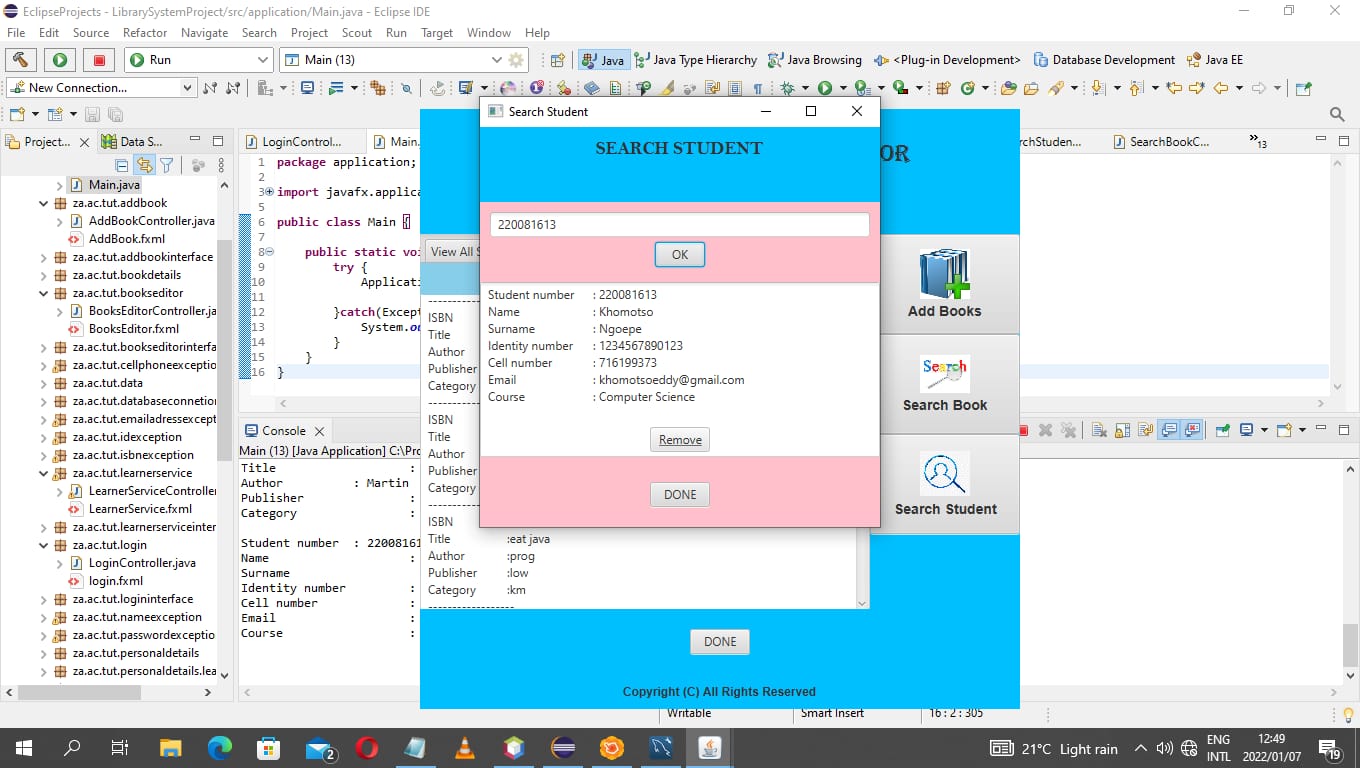 EclipseProjects - LibrarySystemProject/src/application/Main.java - Eclipse IDE
File Edit Source Refactor Navigate Search Project Scout Run Target Window Help
Run
Main (13)
Java
Java Type Hierarchy
Java Browsing
<Plug-in Development>
Database Development
Java EE
New Connection...
Project...
Data S...
Main.java
za.ac.tut.addbook
AddBookController.java
AddBook.fxml
za.ac.tut.addbookinterface
za.ac.tut.bookdetails
za.ac.tut.bookseditor
BooksEditorController.ja
BooksEditor.fxml
za.ac.tut.bookseditorinterfa
za.ac.tut.cellphoneexceptio
za.ac.tut.data
za.ac.tut.databaseconnetion
za.ac.tut.emailadressexcept
za.ac.tut.idexception
za.ac.tut.isbnexception
za.ac.tut.learnerservice
LearnerServiceController
LearnerService.fxml
za.ac.tut.learnerserviceinter
za.ac.tut.login
LoginController.java
login.fxml
za.ac.tut.logininterface
za.ac.tut.nameexception
za.ac.tut.passwordexceptio
za.ac.tut.personaldetails
za.ac.tut.personaldetails.lea
LoginControl...
Main.
rchStuden...
SearchBookC...
»13
1 package application;
2
3 import javafx.applica
5
6 public class Main {
7
8 public static voi
9 try {
10 Applicati
11
12 }catch(Except
13 System.ou
14 }
15 }
16 }
Console
Main (13) [Java Application] C:\Pro
Title :
Author : Martin
Publisher :
Category :
Student number : 22008161
Name :
Surname
Identity number :
Cell number :
Email :
Course :
OR
View All S
ISBN
Title
Author
Publisher
Category
-----------------
ISBN
Title
Author
Publisher
Category
-----------------
ISBN
Title :eat java
Author :prog
Publisher :low
Category :km
-----------------
Add Books
Search
Search Book
Search Student
DONE
Copyright (C) All Rights Reserved
Search Student
SEARCH STUDENT
220081613
OK
Student number : 220081613
Name : Khomotso
Surname : Ngoepe
Identity number : 1234567890123
Cell number : 716199373
Email : khomotsoeddy@gmail.com
Course : Computer Science
Remove
DONE
Writable
Smart Insert
16 : 2 : 305
2
21°C Light rain
ENG
INTL
12:49
2022/01/07
19